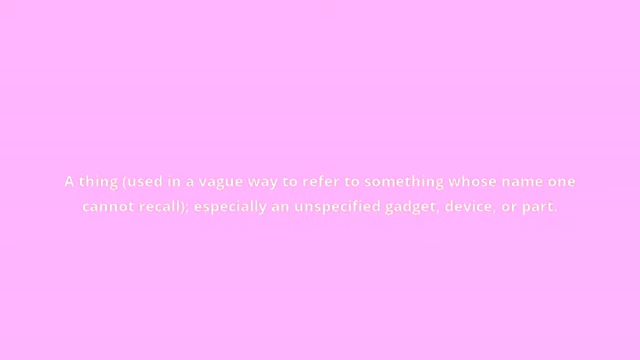 A thing (used in a vague way to refer to something whose name one
cannot recall); especially an unspecified gadget, device, or part.